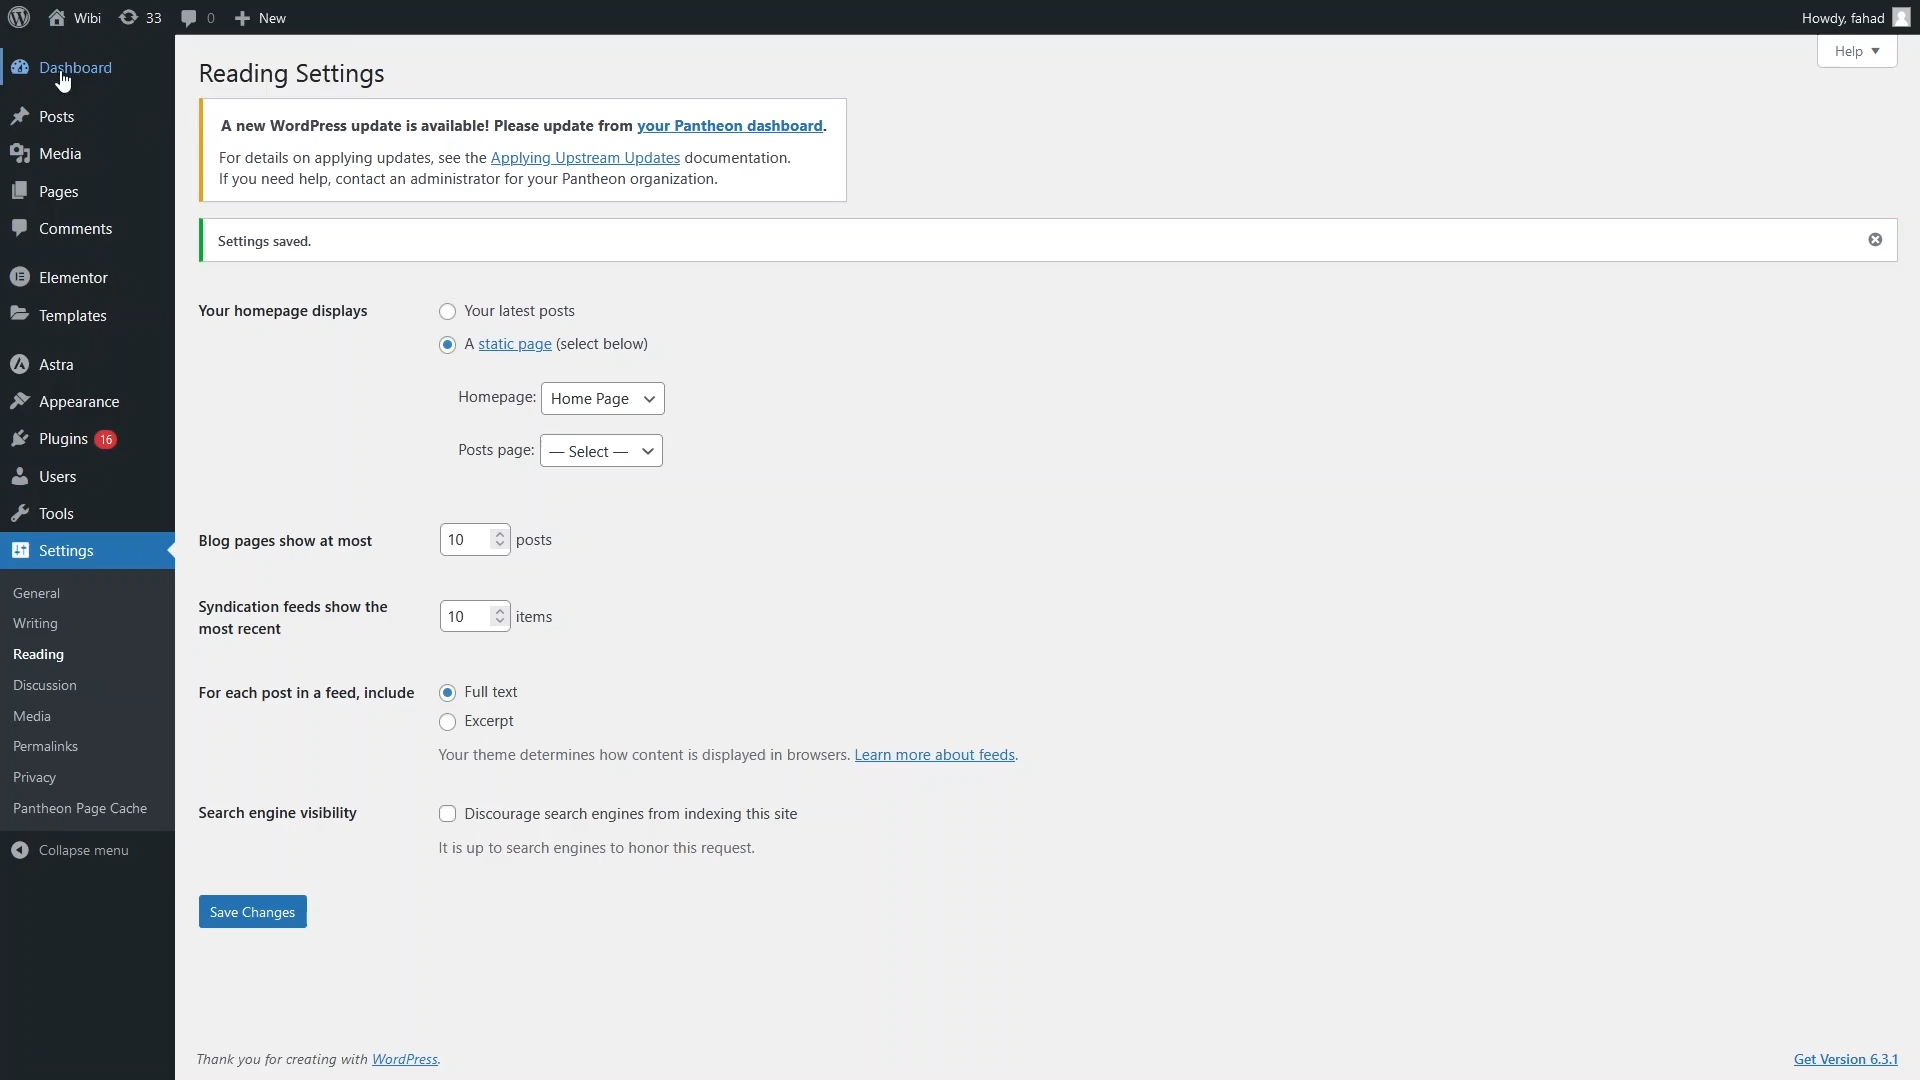 Wibi
33
0
New
Howdy, fahad
Help
Dashboard
Posts
Media
Pages
Comments
Elementor
Templates
Astra
Appearance
Plugins 16
Users
Tools
Settings
General
Writing
Reading
Discussion
Media
Permalinks
Privacy
Pantheon Page Cache
Collapse menu
Reading Settings
A new WordPress update is available! Please update from your Pantheon dashboard.
For details on applying updates, see the Applying Upstream Updates documentation.
If you need help, contact an administrator for your Pantheon organization.
Settings saved.
Your homepage displays
Your latest posts
A static page (select below)
Homepage: Home Page
Posts page: — Select —
Blog pages show at most
10 posts
Syndication feeds show the
most recent
10 items
For each post in a feed, include
Full text
Excerpt
Your theme determines how content is displayed in browsers. Learn more about feeds.
Search engine visibility
Discourage search engines from indexing this site
It is up to search engines to honor this request.
Save Changes
Thank you for creating with WordPress.
Get Version 6.3.1